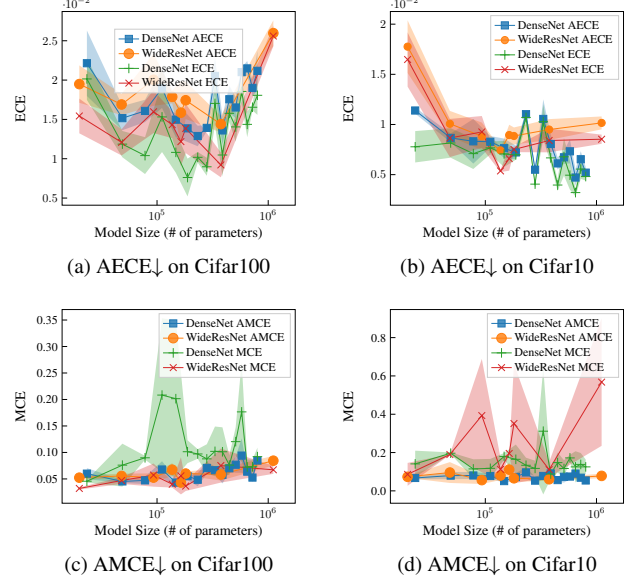 ·10⁻²
·10⁻²
DenseNet AECE
WideResNet AECE
DenseNet ECE
WideResNet ECE
2.5
2
1.5
1
ECE
10⁵
10⁶
Model Size (# of parameters)
(a) AECE↓ on Cifar100
DenseNet AECE
WideResNet AECE
DenseNet ECE
WideResNet ECE
2
1.5
1
0.5
ECE
10⁵
10⁶
Model Size (# of parameters)
(b) AECE↓ on Cifar10
DenseNet AMCE
WideResNet AMCE
DenseNet MCE
WideResNet MCE
0.35
0.30
0.25
0.20
0.15
0.10
0.05
MCE
10⁵
10⁶
Model Size (# of parameters)
(c) AMCE↓ on Cifar100
DenseNet AMCE
WideResNet AMCE
DenseNet MCE
WideResNet MCE
0.8
0.6
0.4
0.2
0.0
MCE
10⁵
10⁶
Model Size (# of parameters)
(d) AMCE↓ on Cifar10